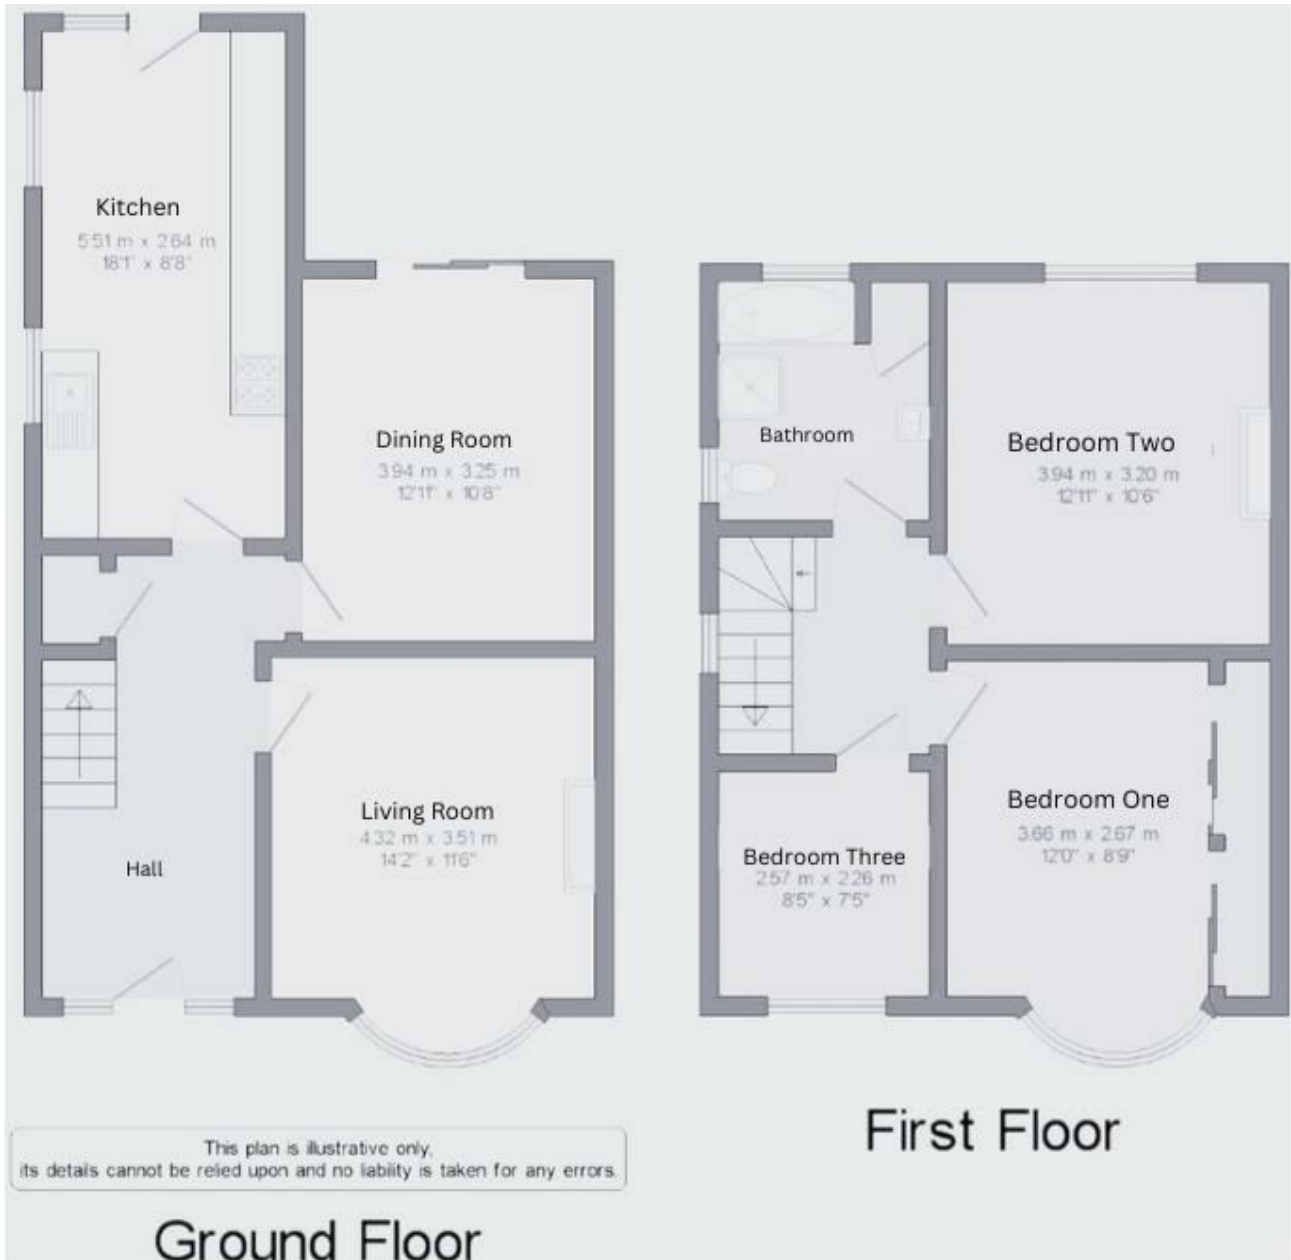 Kitchen
5.51 m x 2.64 m
18'1" x 8'8"
Dining Room
3.94 m x 3.25 m
12'11" x 10'8"
Living Room
4.32 m x 3.51 m
14'2" x 11'6"
Hall
Bathroom
Bedroom Two
3.94 m x 3.20 m
12'11" x 10'6"
Bedroom One
3.66 m x 2.67 m
12'0" x 8'9"
Bedroom Three
2.57 m x 2.26 m
8'5" x 7'5"
First Floor
This plan is illustrative only,
its details cannot be relied upon and no liability is taken for any errors.
Ground Floor